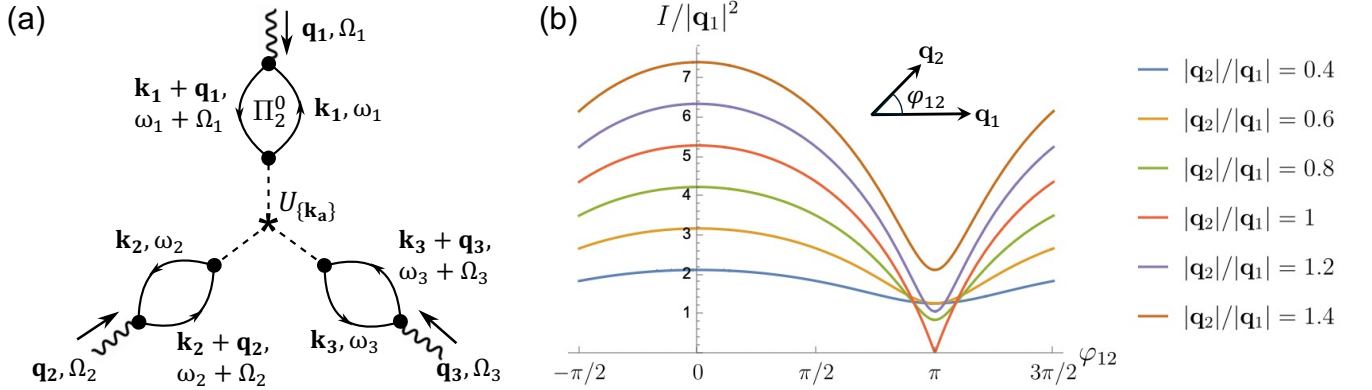 (a)
q₁, Ω₁
k₁ + q₁,
ω₁ + Ω₁
Π₂⁰
k₁, ω₁
U{kₐ}
k₂, ω₂
k₃ + q₃,
ω₃ + Ω₃
k₂ + q₂,
ω₂ + Ω₂
k₃, ω₃
q₂, Ω₂
q₃, Ω₃
(b)
I/|q₁|²
7
6
5
4
3
2
1
−π/2
0
π/2
π
3π/2
φ₁₂
q₂
φ₁₂
q₁
|q₂|/|q₁| = 0.4
|q₂|/|q₁| = 0.6
|q₂|/|q₁| = 0.8
|q₂|/|q₁| = 1
|q₂|/|q₁| = 1.2
|q₂|/|q₁| = 1.4